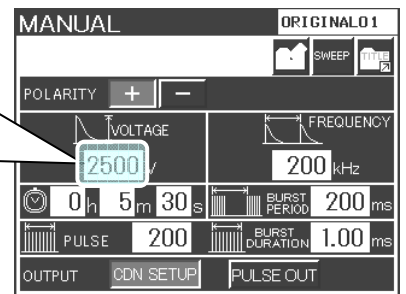 MANUAL ORIGINAL01
SWEEP TITLE
POLARITY + −
VOLTAGE FREQUENCY
2500 V 200 kHz
0 h 5 m 30 s BURST PERIOD 200 ms
PULSE 200 BURST DURATION 1.00 ms
OUTPUT CDN SETUP PULSE OUT